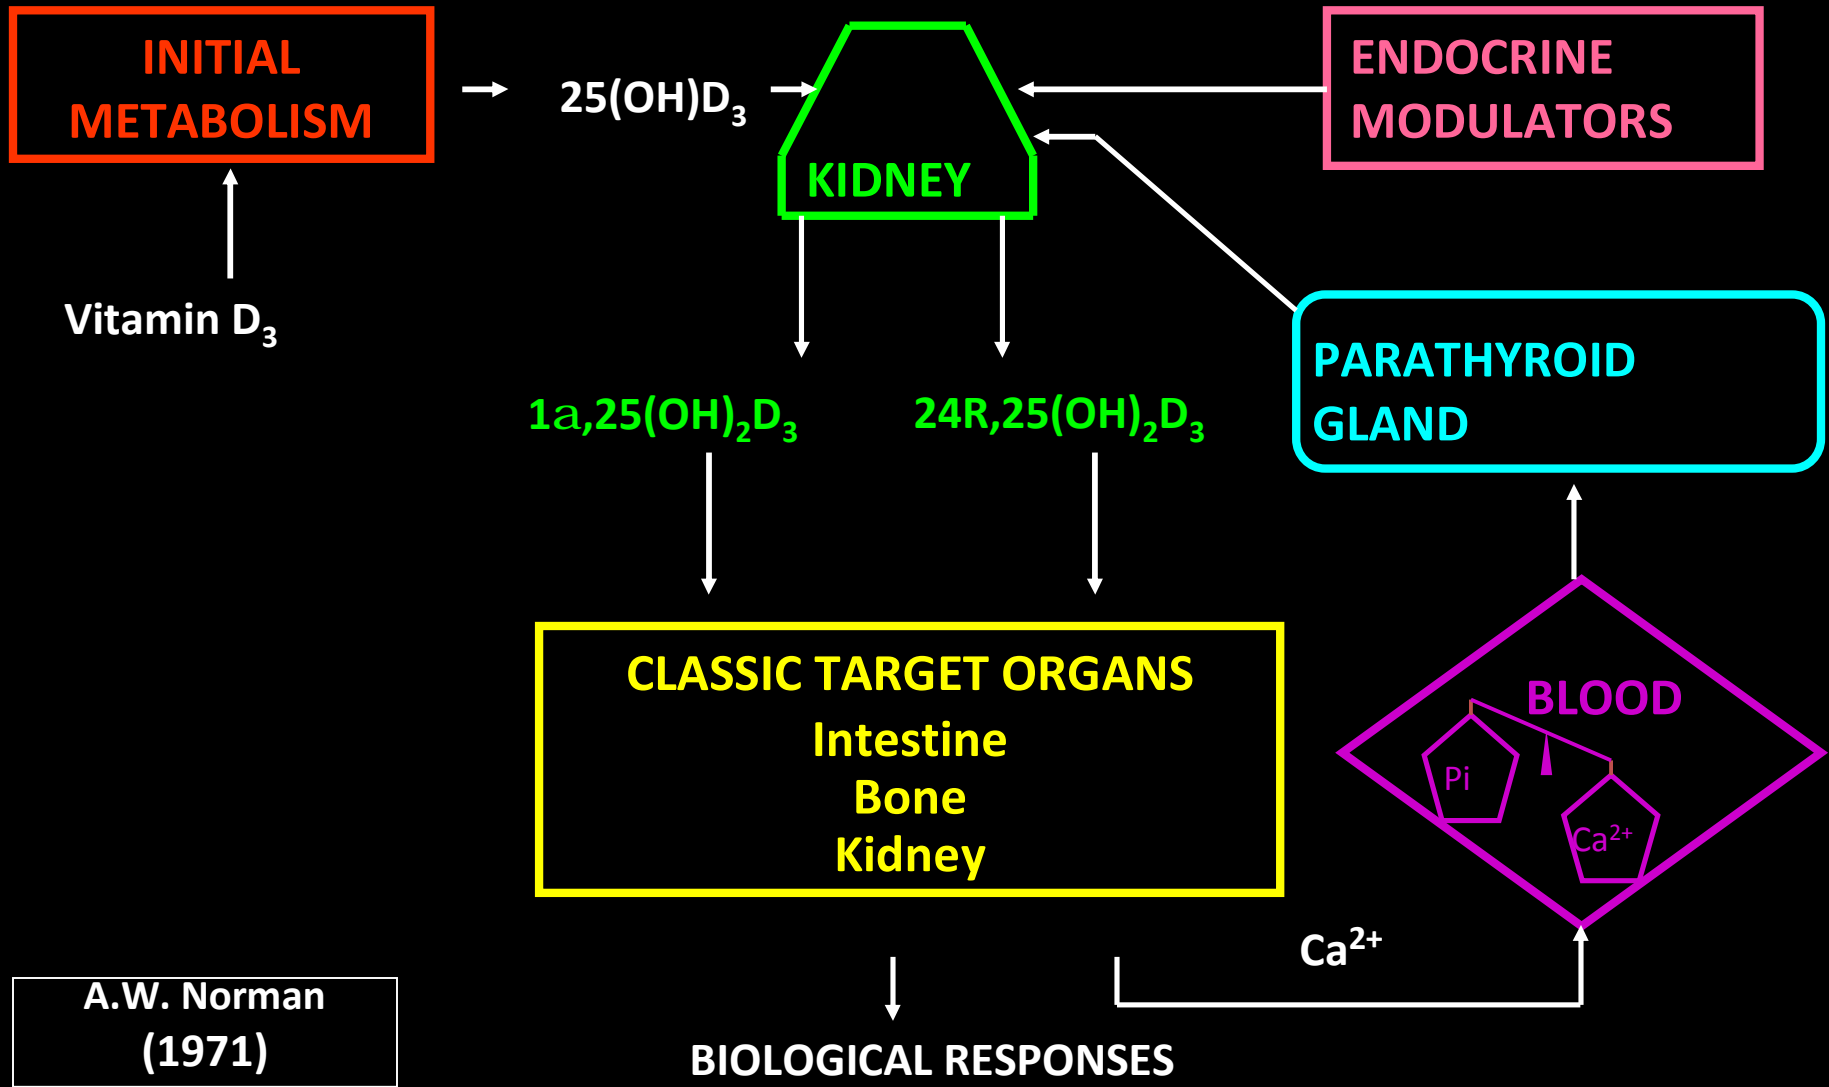 INITIAL
METABOLISM
25(OH)D₃
KIDNEY
ENDOCRINE
MODULATORS
Vitamin D₃
PARATHYROID
GLAND
1a,25(OH)₂D₃
24R,25(OH)₂D₃
CLASSIC TARGET ORGANS
Intestine
Bone
Kidney
BLOOD
Pi
Ca²⁺
Ca²⁺
A.W. Norman
(1971)
BIOLOGICAL RESPONSES